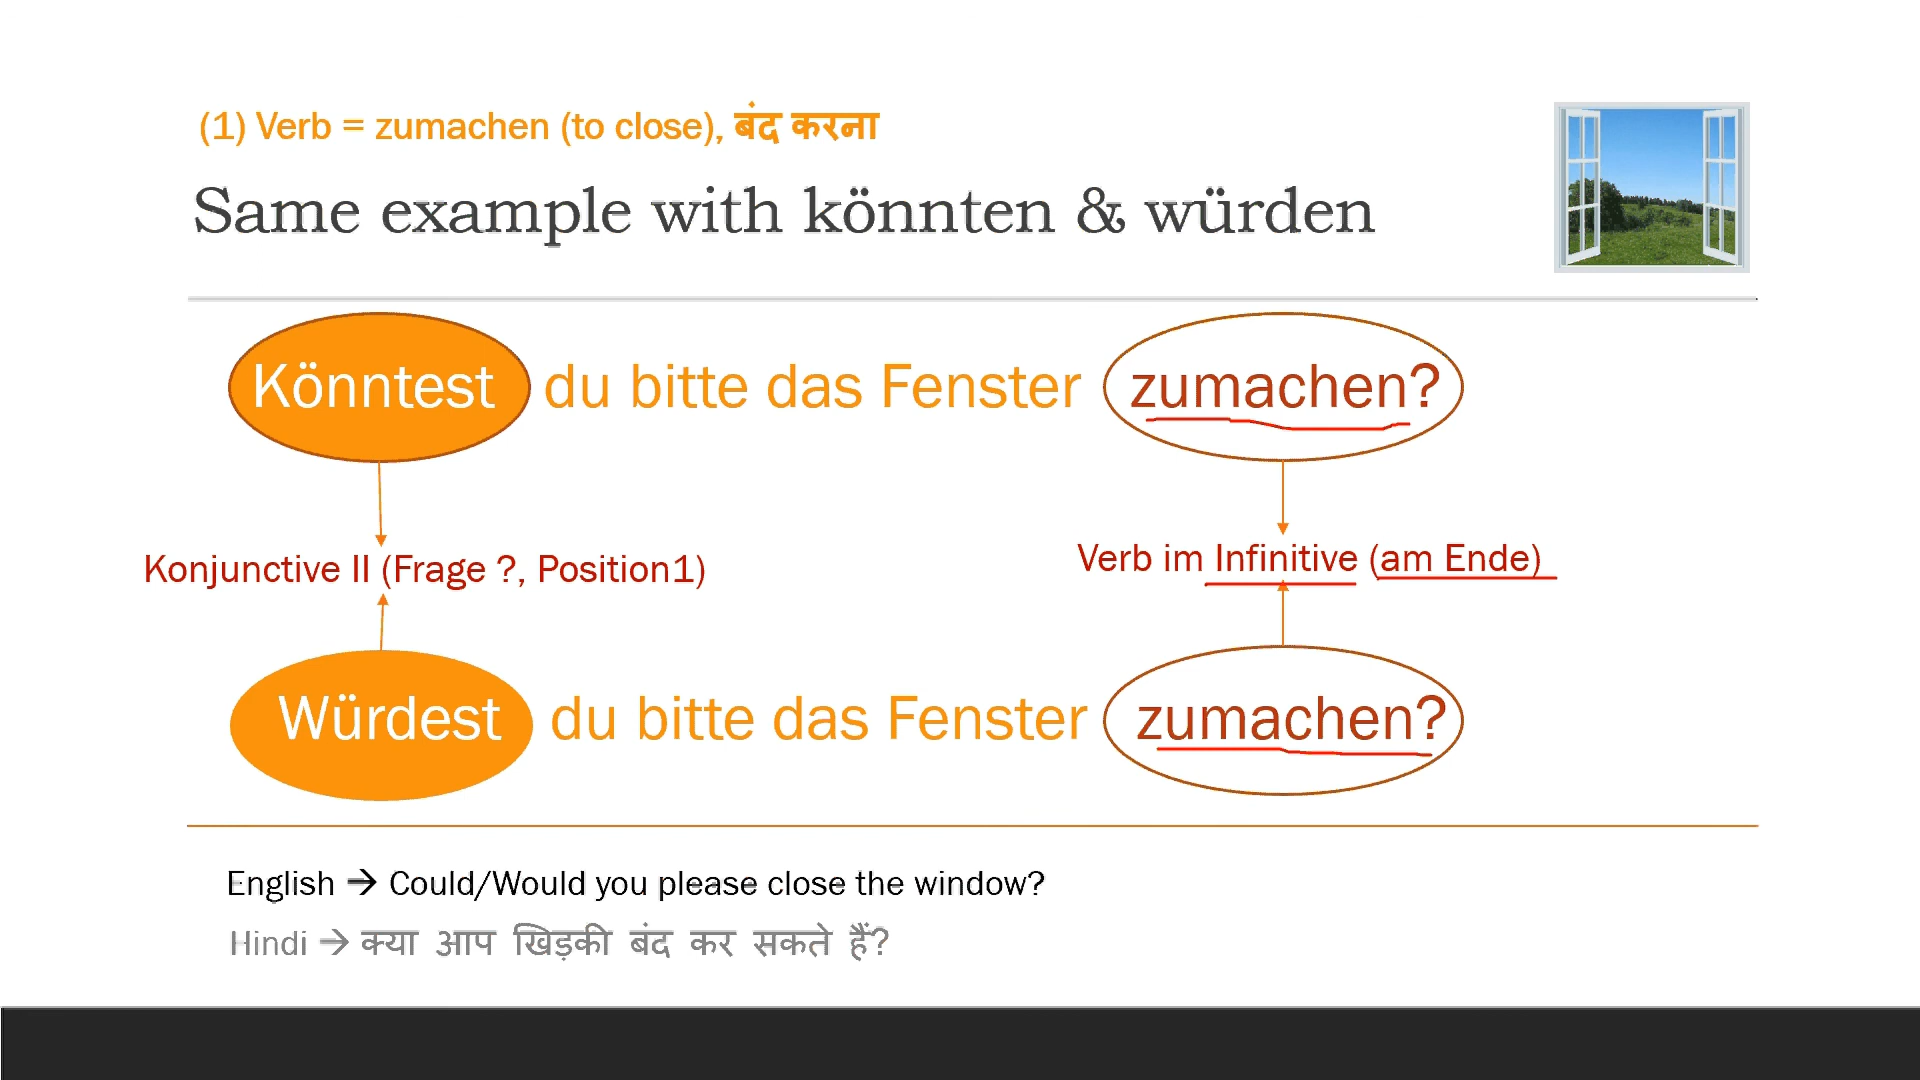 (1) Verb = zumachen (to close), बंद करना
Same example with könnten & würden
Könntest du bitte das Fenster zumachen?
Konjunctive II (Frage ?, Position1)
Verb im Infinitive (am Ende)
Würdest du bitte das Fenster zumachen?
English → Could/Would you please close the window?
Hindi → क्या आप खिड़की बंद कर सकते हैं?